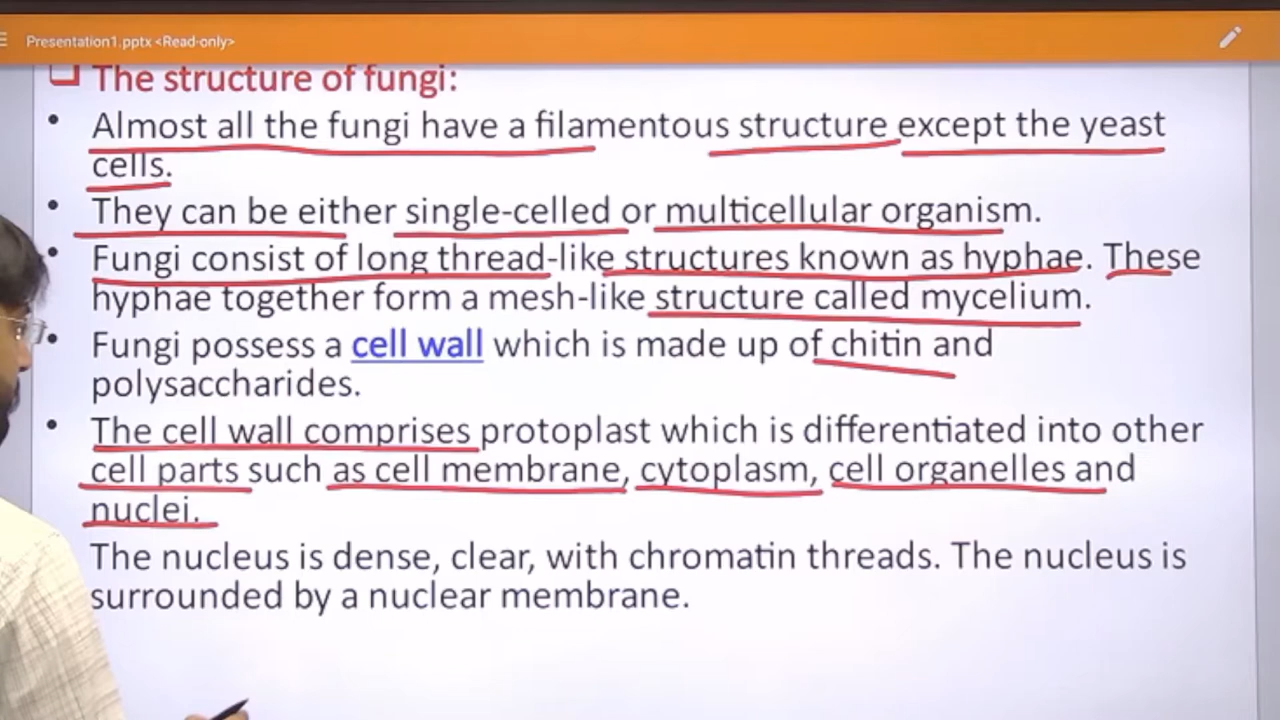 Presentation1.pptx <Read-only>
The structure of fungi:
• Almost all the fungi have a filamentous structure except the yeast
cells.
• They can be either single-celled or multicellular organism.
• Fungi consist of long thread-like structures known as hyphae. These
hyphae together form a mesh-like structure called mycelium.
• Fungi possess a cell wall which is made up of chitin and
polysaccharides.
• The cell wall comprises protoplast which is differentiated into other
cell parts such as cell membrane, cytoplasm, cell organelles and
nuclei.
The nucleus is dense, clear, with chromatin threads. The nucleus is
surrounded by a nuclear membrane.